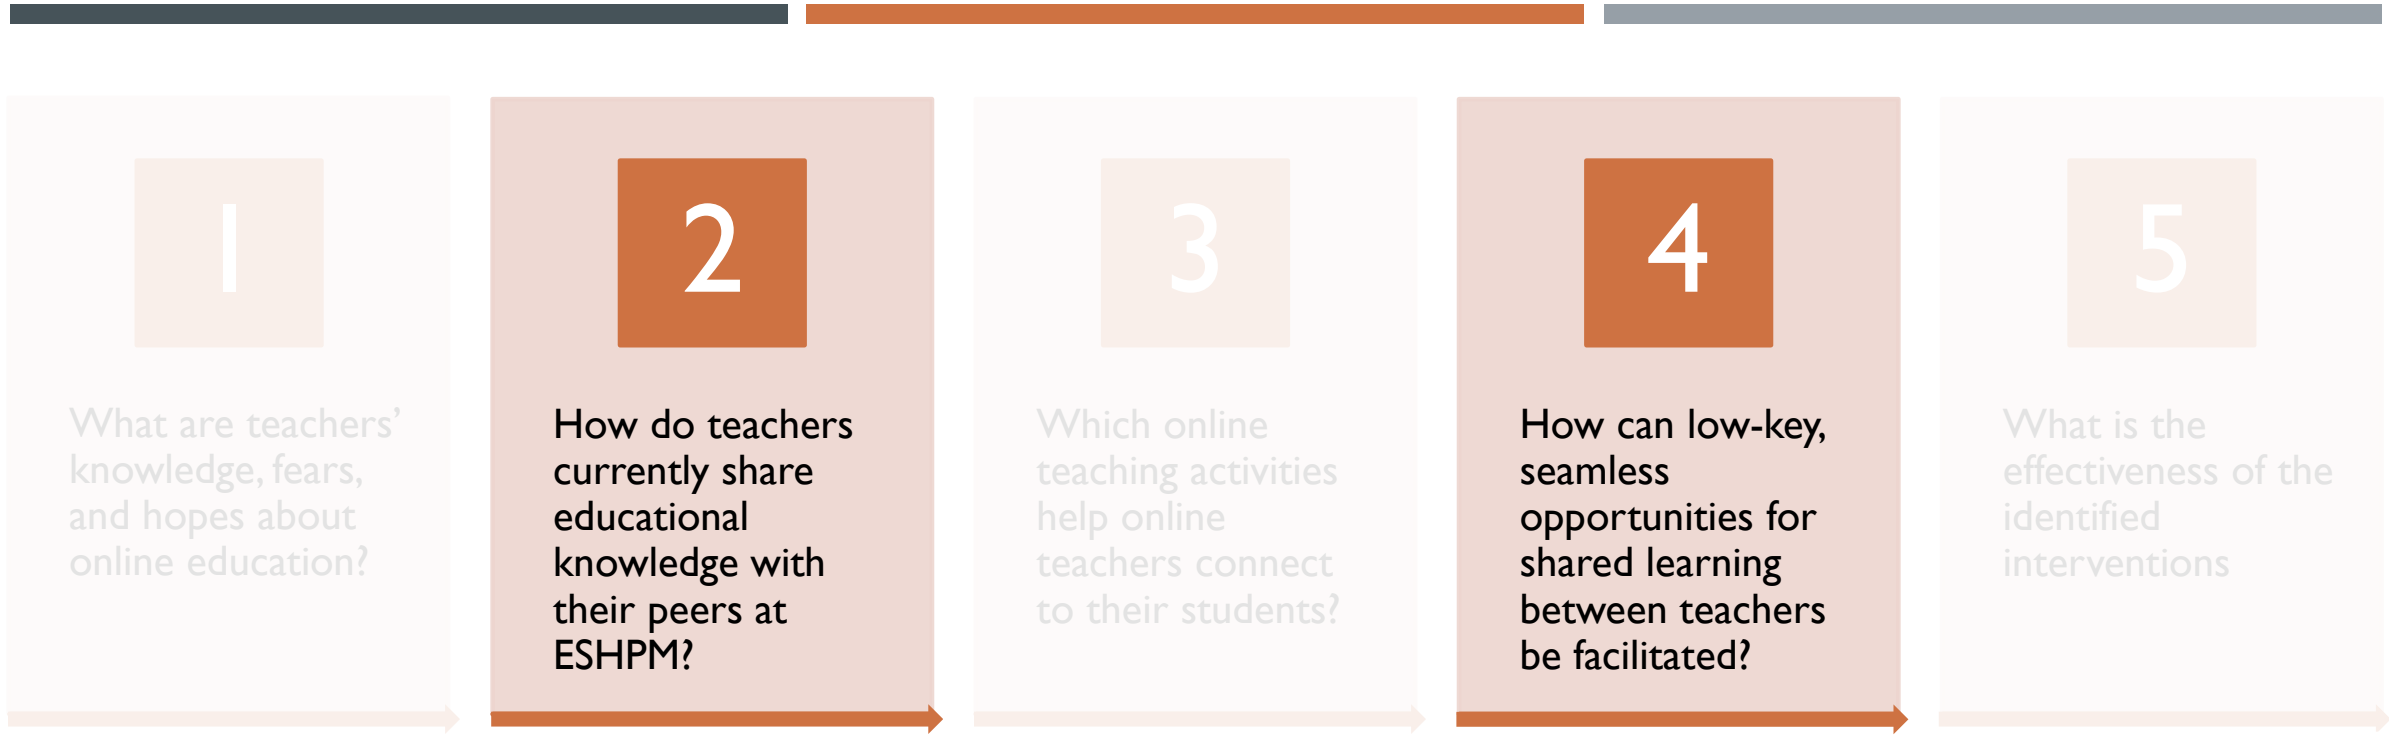 1
What are teachers’
knowledge, fears,
and hopes about
online education?
2
How do teachers
currently share
educational
knowledge with
their peers at
ESHPM?
3
Which online
teaching activities
help online
teachers connect
to their students?
4
How can low-key,
seamless
opportunities for
shared learning
between teachers
be facilitated?
5
What is the
effectiveness of the
identified
interventions